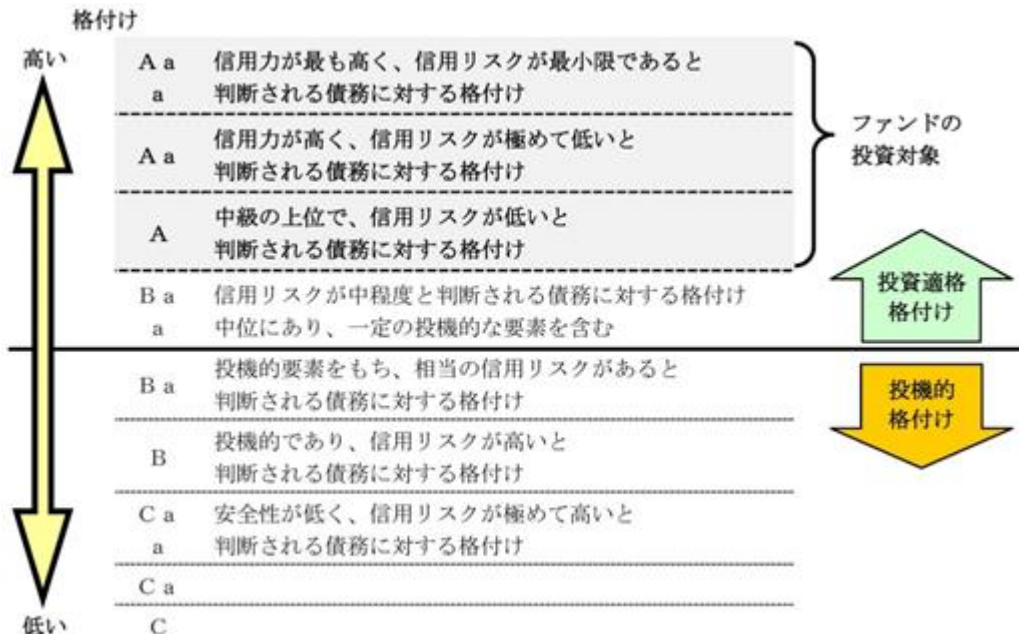 格付け
高い
Aa 信用力が最も高く、信用リスクが最小限であると
a 判断される債務に対する格付け
Aa 信用力が高く、信用リスクが極めて低いと
判断される債務に対する格付け
A 中級の上位で、信用リスクが低いと
判断される債務に対する格付け
ファンドの
投資対象
Ba 信用リスクが中程度と判断される債務に対する格付け
a 中位にあり、一定の投機的な要素を含む
投資適格
格付け
Ba 投機的要素をもち、相当の信用リスクがあると
判断される債務に対する格付け
投機的
格付け
B 投機的であり、信用リスクが高いと
判断される債務に対する格付け
Ca 安全性が低く、信用リスクが極めて高いと
a 判断される債務に対する格付け
Ca
C
低い